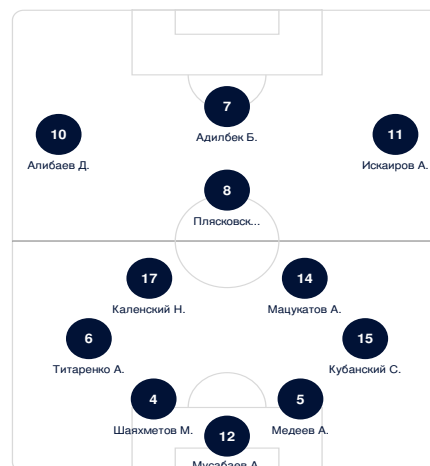 7
Адилбек Б.
10
Алибаев Д.
11
Искаиров А.
8
Плясковск...
17
Каленский Н.
14
Мацукатов А.
6
Титаренко А.
15
Кубанский С.
4
Шаяхметов М.
5
Медеев А.
12
Мусабаев А